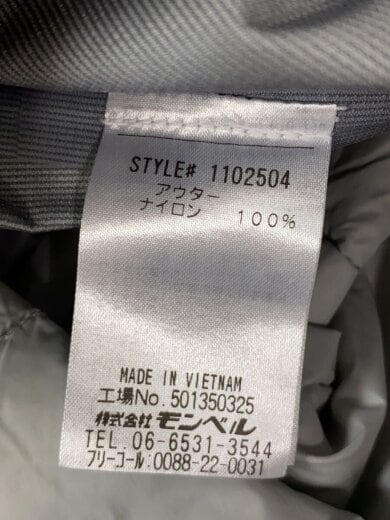 STYLE# 1102504
アウター
ナイロン 100%
MADE IN VIETNAM
工場No.501350325
株式会社 モンベル
TEL. 06-6531-3544
フリーコール:0088-22-0031